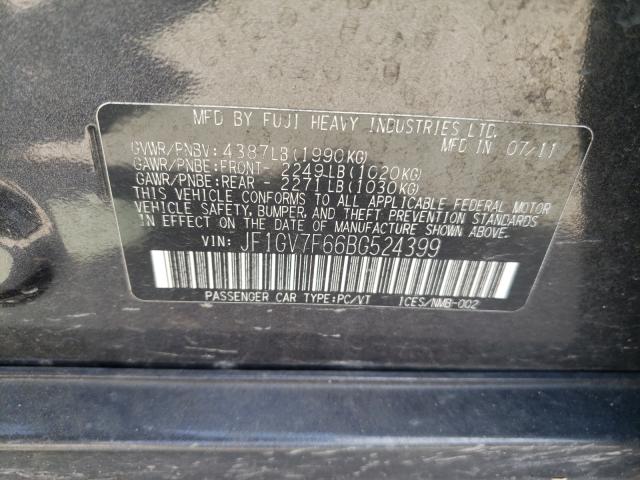 MFD BY FUJI HEAVY INDUSTRIES LTD.
MFD IN 07/11
GVWR/PNBV: 4387LB(1990KG)
GAWR/PNBE:FRONT- 2249LB(1020KG)
GAWR/PNBE:REAR - 2271LB(1030KG)
THIS VEHICLE CONFORMS TO ALL APPLICABLE FEDERAL MOTOR
VEHICLE SAFETY, BUMPER, AND THEFT PREVENTION STANDARDS
IN EFFECT ON THE DATE OF MANUFACTURE SHOWN ABOVE.
VIN: JF1GV7F66BG524399
PASSENGER CAR TYPE:PC/VT 1CES/NMB-002